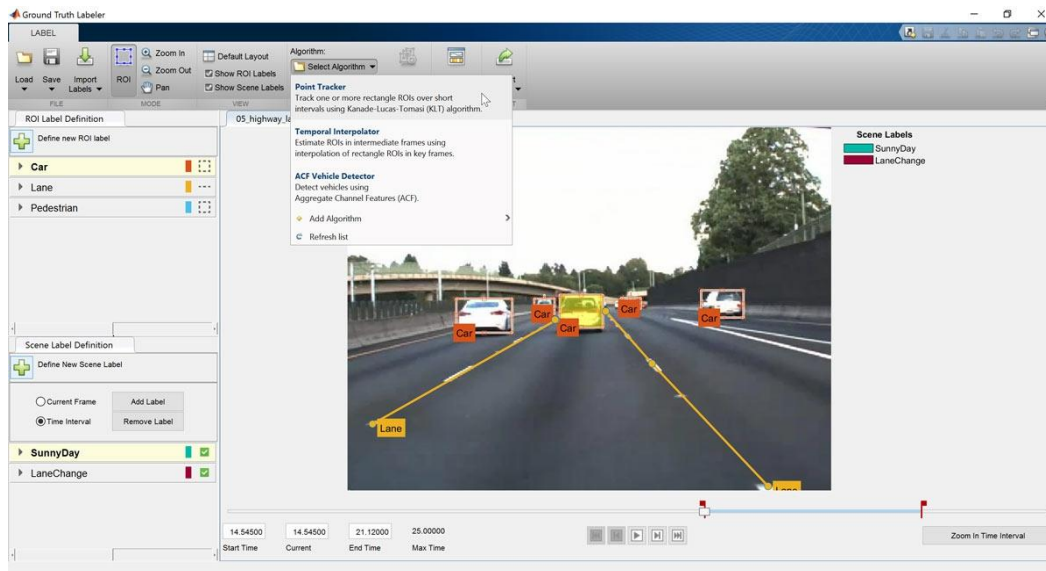 Ground Truth Labeler
LABEL
Load
Save
Import
Labels
FILE
ROI
Zoom In
Zoom Out
Pan
MODE
Default Layout
Show ROI Labels
Show Scene Labels
VIEW
Algorithm:
Select Algorithm
Point Tracker
Track one or more rectangle ROIs over short
intervals using Kanade-Lucas-Tomasi (KLT) algorithm.
Temporal Interpolator
Estimate ROIs in intermediate frames using
interpolation of rectangle ROIs in key frames.
ACF Vehicle Detector
Detect vehicles using
Aggregate Channel Features (ACF).
Add Algorithm
Refresh list
ROI Label Definition
Define new ROI label
Car
Lane
Pedestrian
Scene Label Definition
Define New Scene Label
Current Frame
Add Label
Time Interval
Remove Label
SunnyDay
LaneChange
05_highway_la
Car
Car
Car
Car
Car
Lane
Lane
Scene Labels
SunnyDay
LaneChange
14.54500
14.54500
21.12000
25.00000
Start Time
Current
End Time
Max Time
Zoom In Time Interval